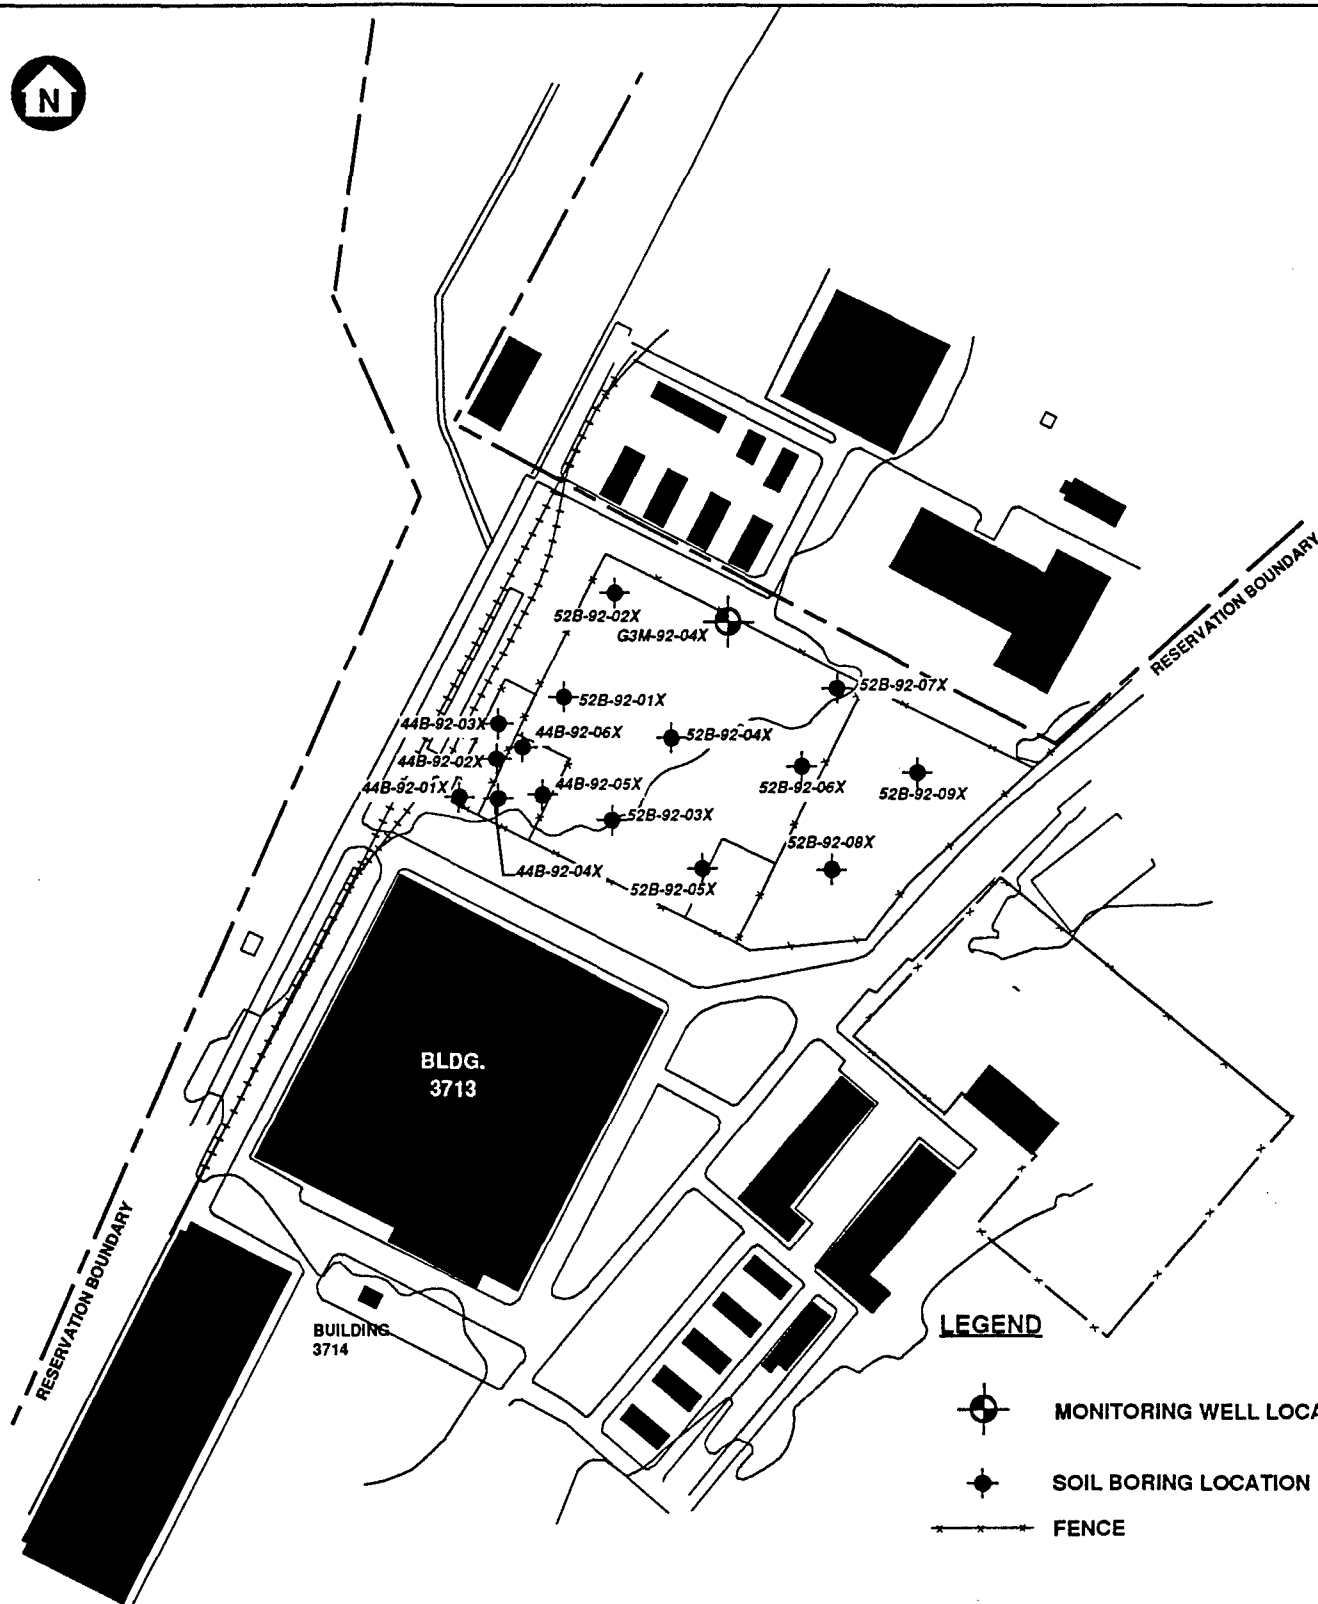 N
52B-92-02X
G3M-92-04X
RESERVATION BOUNDARY
52B-92-07X
52B-92-01X
44B-92-03X
44B-92-06X
52B-92-04X
44B-92-02X
52B-92-06X
52B-92-09X
44B-92-01X
44B-92-05X
52B-92-03X
52B-92-08X
44B-92-04X
52B-92-05X
BLDG.
3713
RESERVATION BOUNDARY
BUILDING
3714
LEGEND
MONITORING WELL LOCA
SOIL BORING LOCATION
FENCE